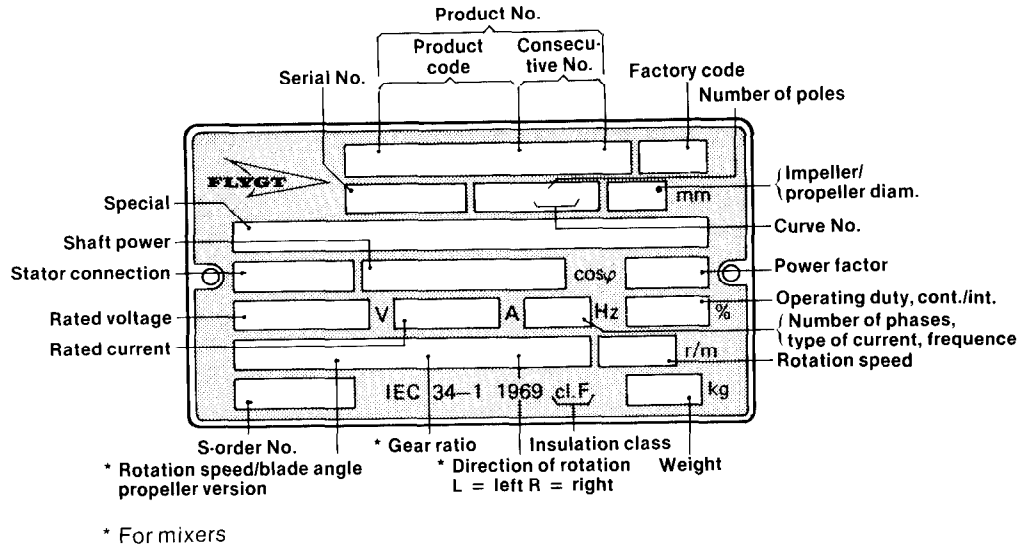 Product No.
Product code
Consecu-
tive No.
Serial No.
Factory code
Number of poles
FLYGT
mm
Impeller/
propeller diam.
Special
Curve No.
Shaft power
Stator connection
cosφ
Power factor
Rated voltage
V
A
Hz
%
Operating duty, cont./int.
Number of phases,
type of current, frequence
Rated current
r/m
Rotation speed
IEC 34–1 1969 cl.F
kg
S-order No.
* Gear ratio
Insulation class
* Rotation speed/blade angle
propeller version
* Direction of rotation
L = left R = right
Weight
* For mixers